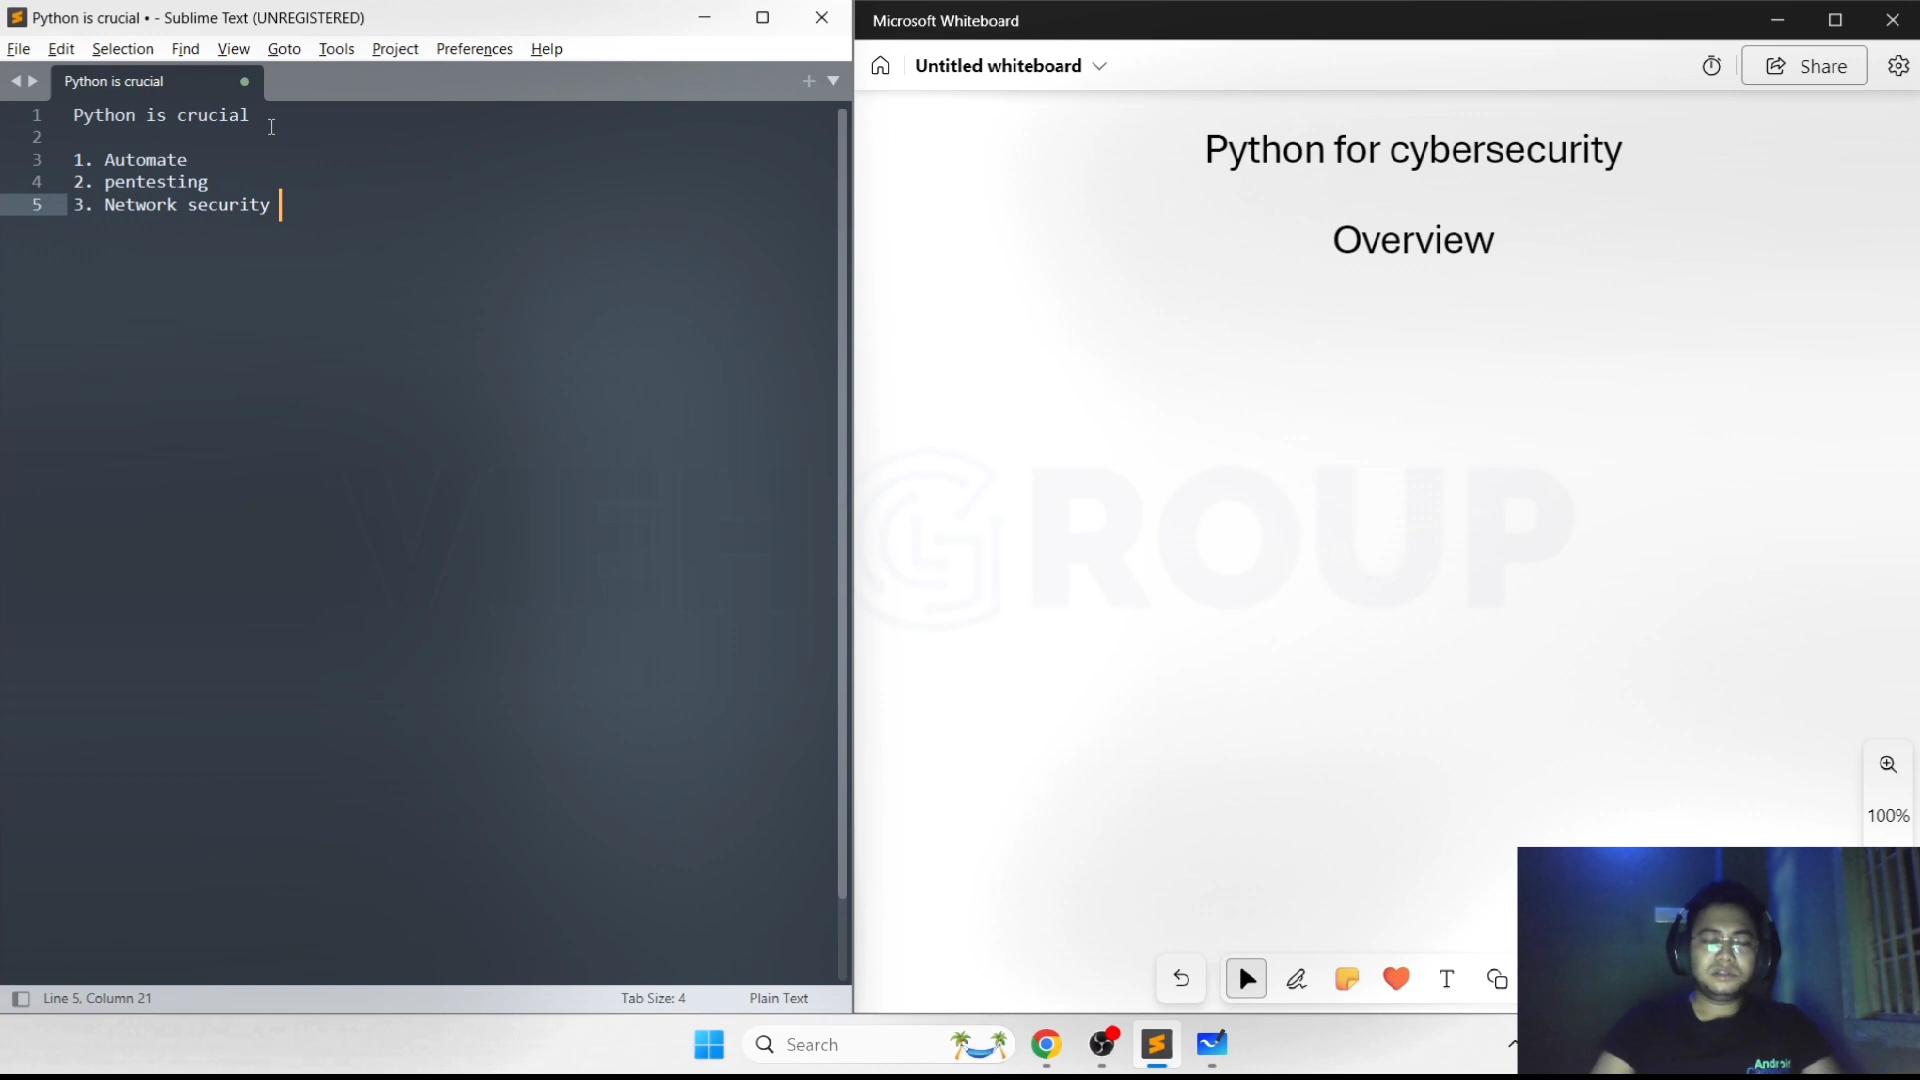 Python is crucial • - Sublime Text (UNREGISTERED)
File Edit Selection Find View Goto Tools Project Preferences Help
Python is crucial
1 Python is crucial
2
3 1. Automate
4 2. pentesting
5 3. Network security
Line 5, Column 21
Tab Size: 4
Plain Text
Microsoft Whiteboard
Untitled whiteboard
Share
Python for cybersecurity
Overview
VIEH GROUP
100%
Search
Android